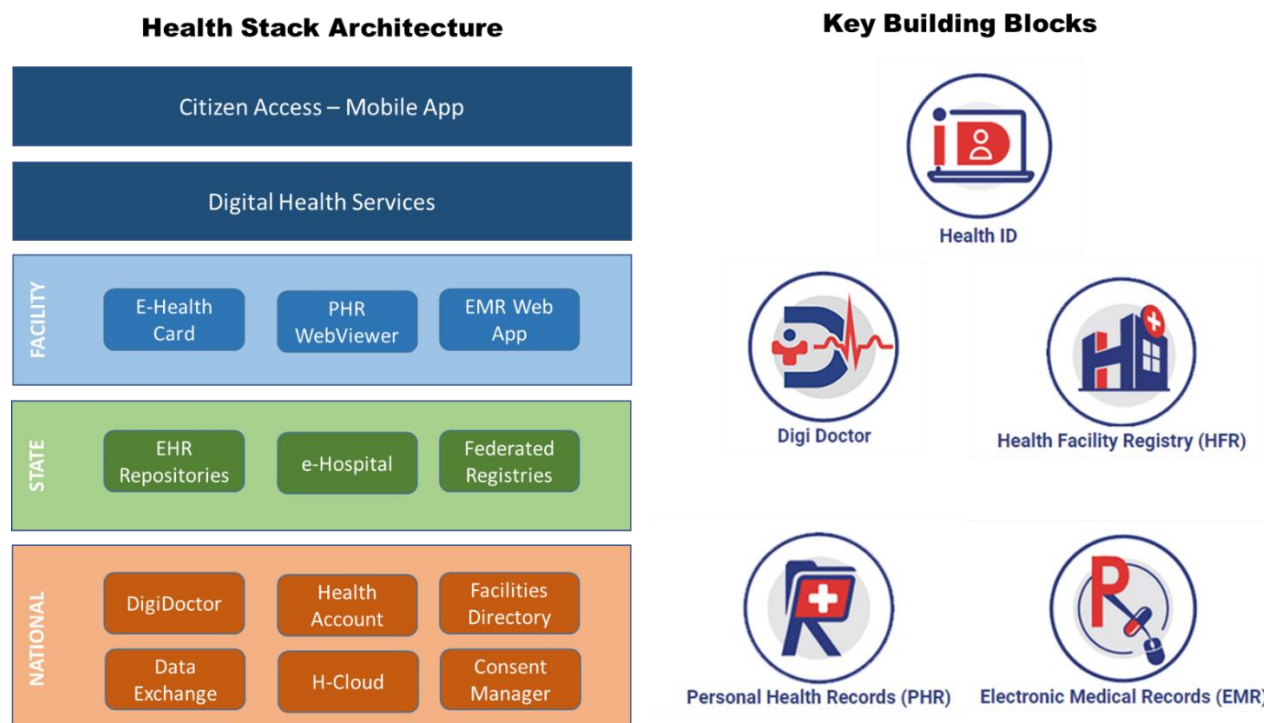 Health Stack Architecture
Citizen Access – Mobile App
Digital Health Services
FACILITY
E-Health
Card
PHR
WebViewer
EMR Web
App
STATE
EHR
Repositories
e-Hospital
Federated
Registries
NATIONAL
DigiDoctor
Health
Account
Facilities
Directory
Data
Exchange
H-Cloud
Consent
Manager
Key Building Blocks
iD
Health ID
D
Digi Doctor
H
Health Facility Registry (HFR)
R
Personal Health Records (PHR)
R
Electronic Medical Records (EMR)